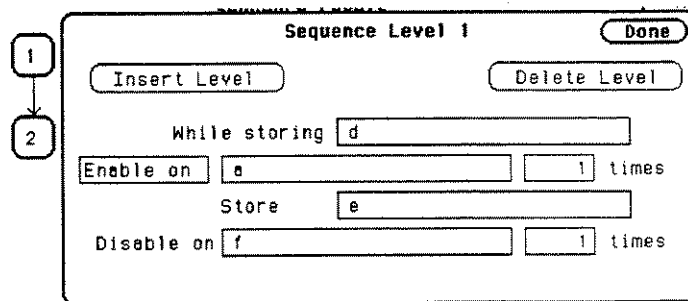 Sequence Level 1 Done
1
Insert Level Delete Level
2
While storing d
Enable on a 1 times
Store e
Disable on f 1 times